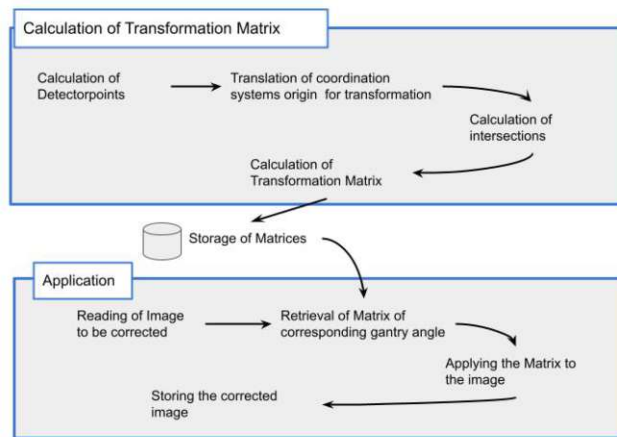 Calculation of Transformation Matrix
Calculation of
Detectorpoints
Translation of coordination
systems origin for transformation
Calculation of
intersections
Calculation of
Transformation Matrix
Storage of Matrices
Application
Reading of Image
to be corrected
Retrieval of Matrix of
corresponding gantry angle
Applying the Matrix to
the image
Storing the corrected
image